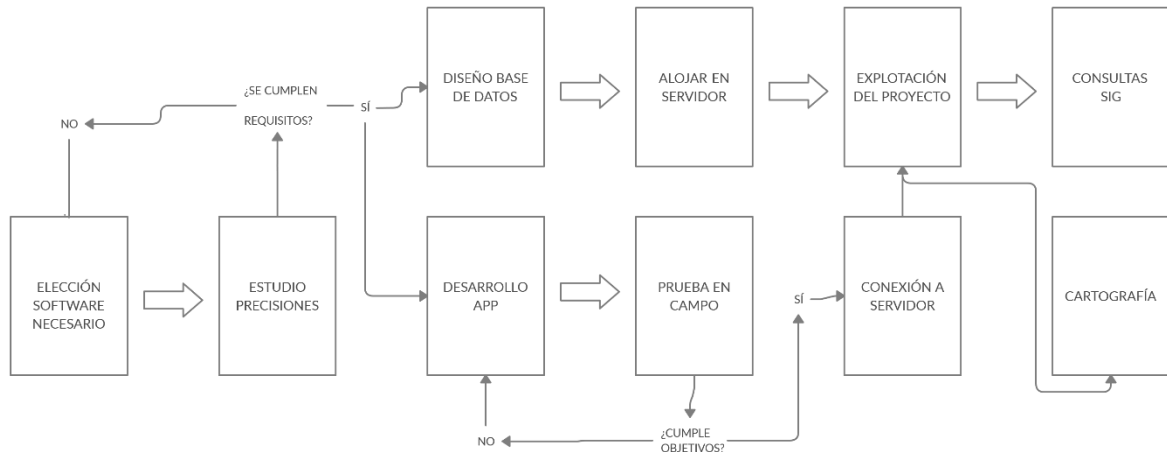 DISEÑO BASE
DE DATOS
ALOJAR EN
SERVIDOR
EXPLOTACIÓN
DEL PROYECTO
CONSULTAS
SIG
¿SE CUMPLEN
REQUISITOS?
SÍ
NO
ELECCIÓN
SOFTWARE
NECESARIO
ESTUDIO
PRECISIONES
DESARROLLO
APP
PRUEBA EN
CAMPO
SÍ
CONEXIÓN A
SERVIDOR
CARTOGRAFÍA
NO
¿CUMPLE
OBJETIVOS?